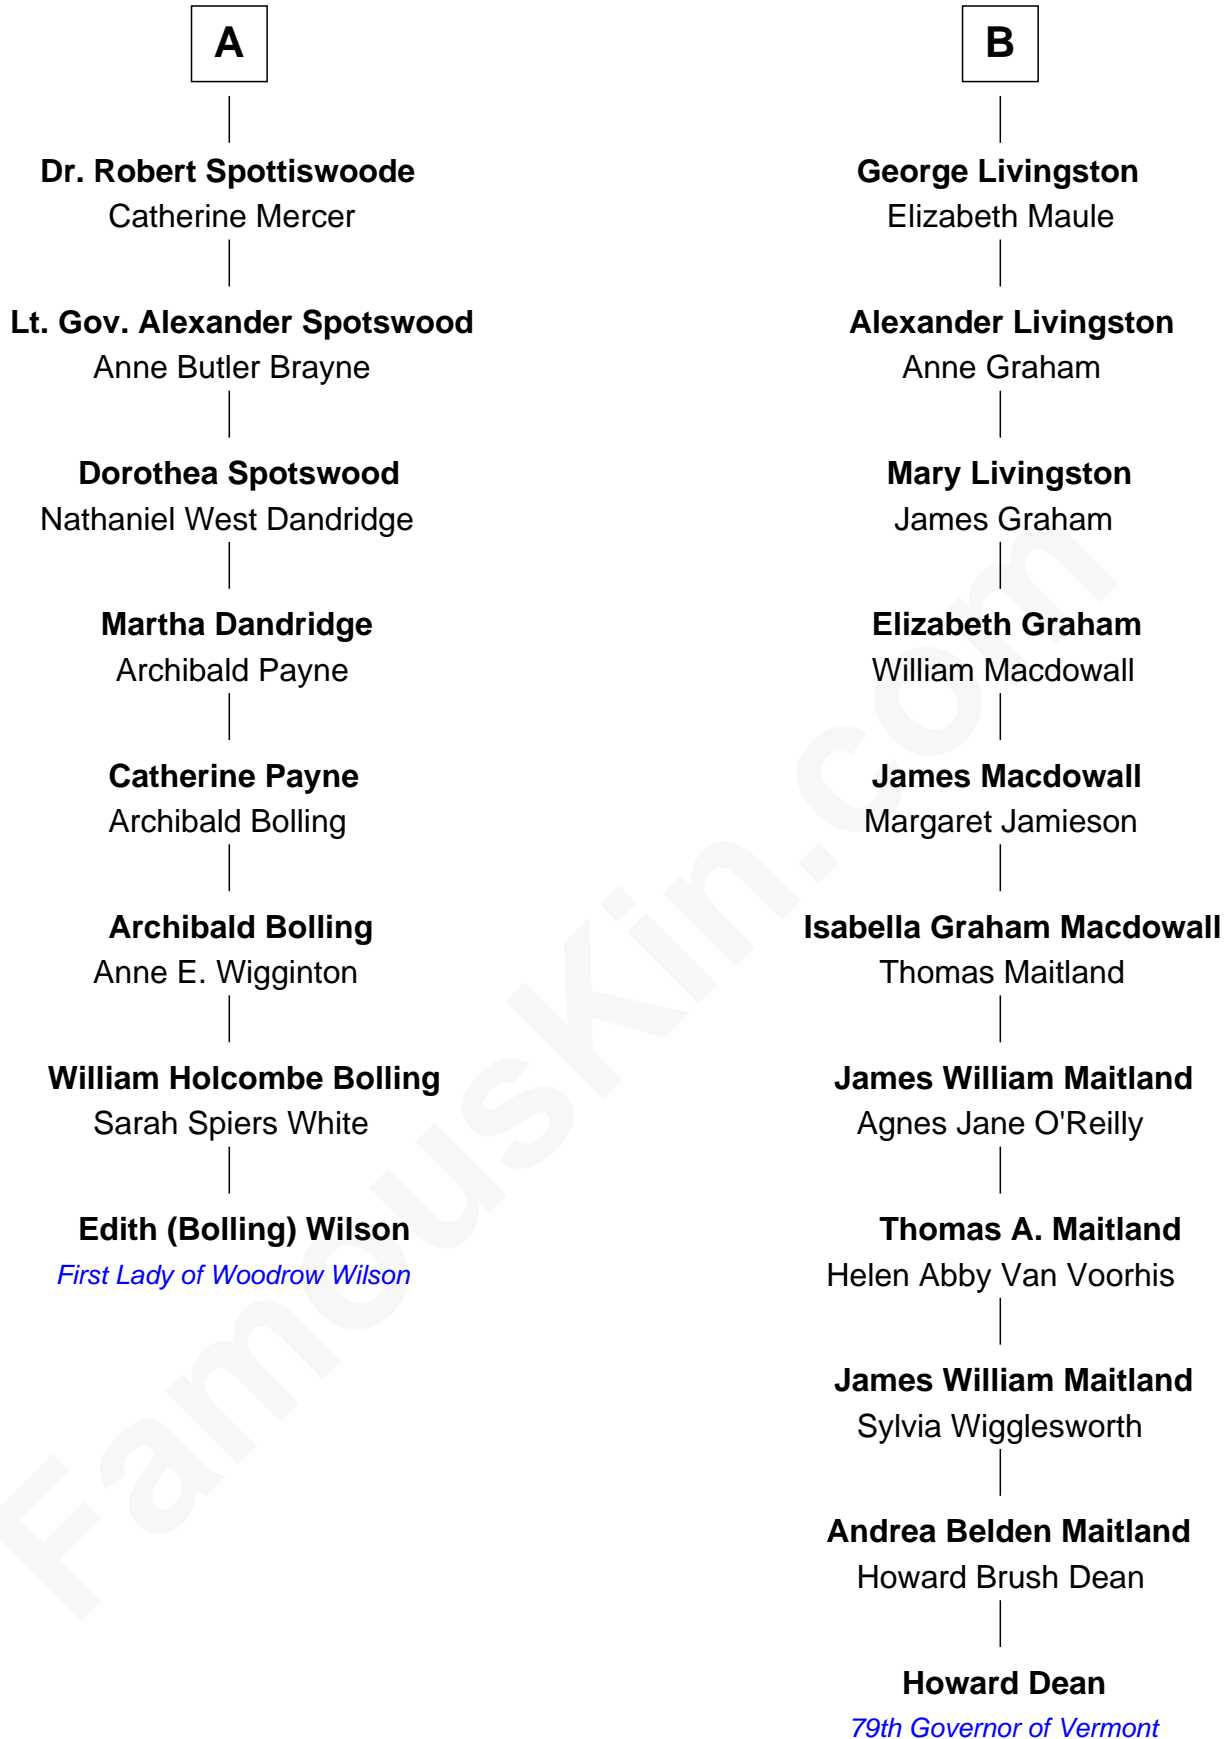 A
Dr. Robert Spottiswoode
Catherine Mercer
Lt. Gov. Alexander Spotswood
Anne Butler Brayne
Dorothea Spotswood
Nathaniel West Dandridge
Martha Dandridge
Archibald Payne
Catherine Payne
Archibald Bolling
Archibald Bolling
Anne E. Wigginton
William Holcombe Bolling
Sarah Spiers White
Edith (Bolling) Wilson
First Lady of Woodrow Wilson
B
George Livingston
Elizabeth Maule
Alexander Livingston
Anne Graham
Mary Livingston
James Graham
Elizabeth Graham
William Macdowall
James Macdowall
Margaret Jamieson
Isabella Graham Macdowall
Thomas Maitland
James William Maitland
Agnes Jane O'Reilly
Thomas A. Maitland
Helen Abby Van Voorhis
James William Maitland
Sylvia Wigglesworth
Andrea Belden Maitland
Howard Brush Dean
Howard Dean
79th Governor of Vermont
FamousKin.com